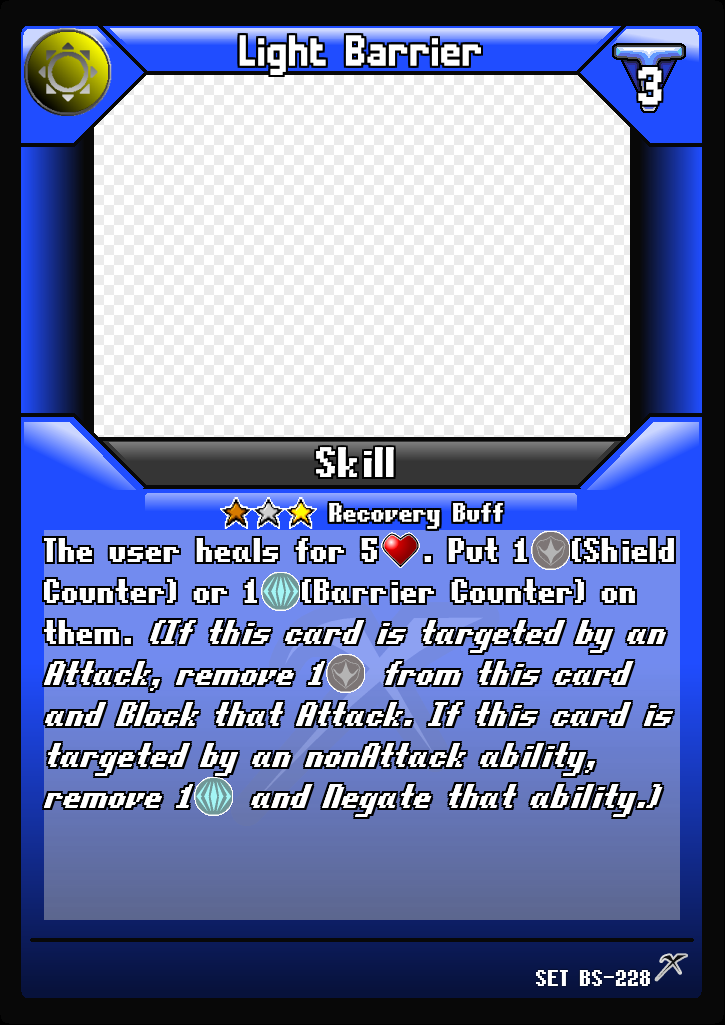 Light Barrier
3
Skill
Recovery Buff
The user heals for 5. Put 1(Shield
Counter) or 1(Barrier Counter) on
them. (If this card is targeted by an
Attack, remove 1 from this card
and Block that Attack. If this card is
targeted by an nonAttack ability,
remove 1 and Negate that ability.)
SET BS-228